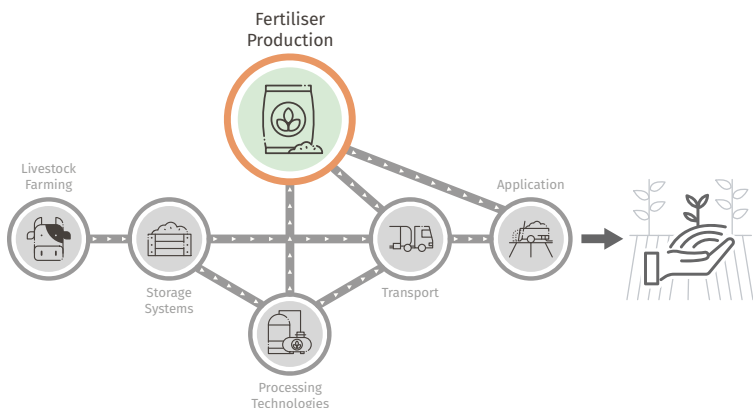 Fertiliser
Production
Livestock
Farming
Application
Storage
Systems
Transport
Processing
Technologies